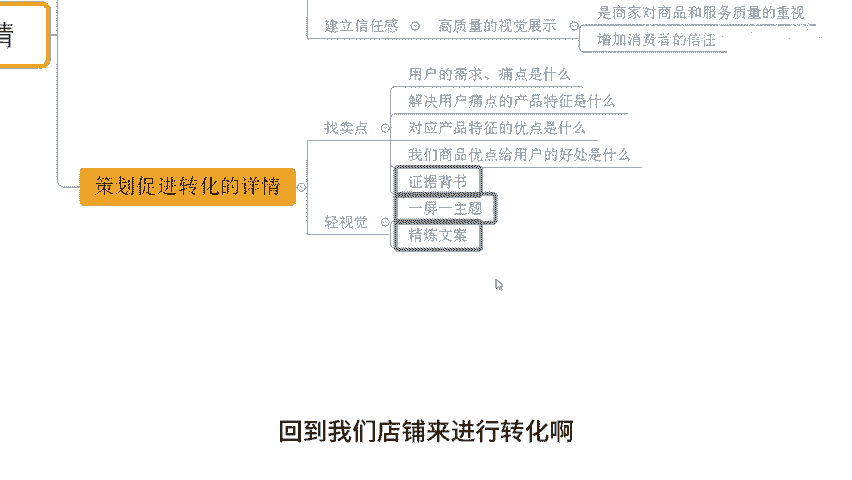 情
建立信任感
高质量的视觉展示
是商家对商品和服务质量的重视
增加消费者的信任
用户的需求、痛点是什么
解决用户痛点的产品特征是什么
找卖点
对应产品特征的优点是什么
我们商品优点给用户的好处是什么
策划促进转化的详情
证据背书
一屏一主题
轻视觉
精炼文案
回到我们店铺来进行转化啊